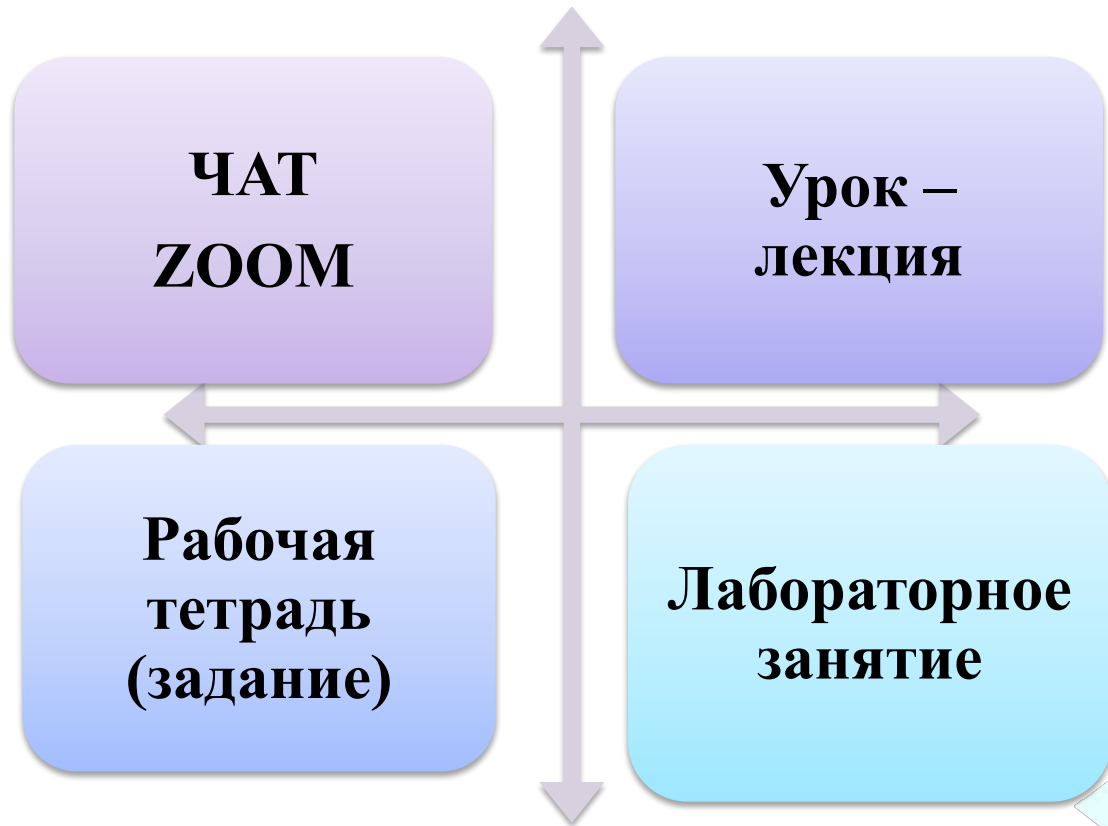 ЧАТ
ZOOM
Урок –
лекция
Рабочая
тетрадь
(задание)
Лабораторное
занятие